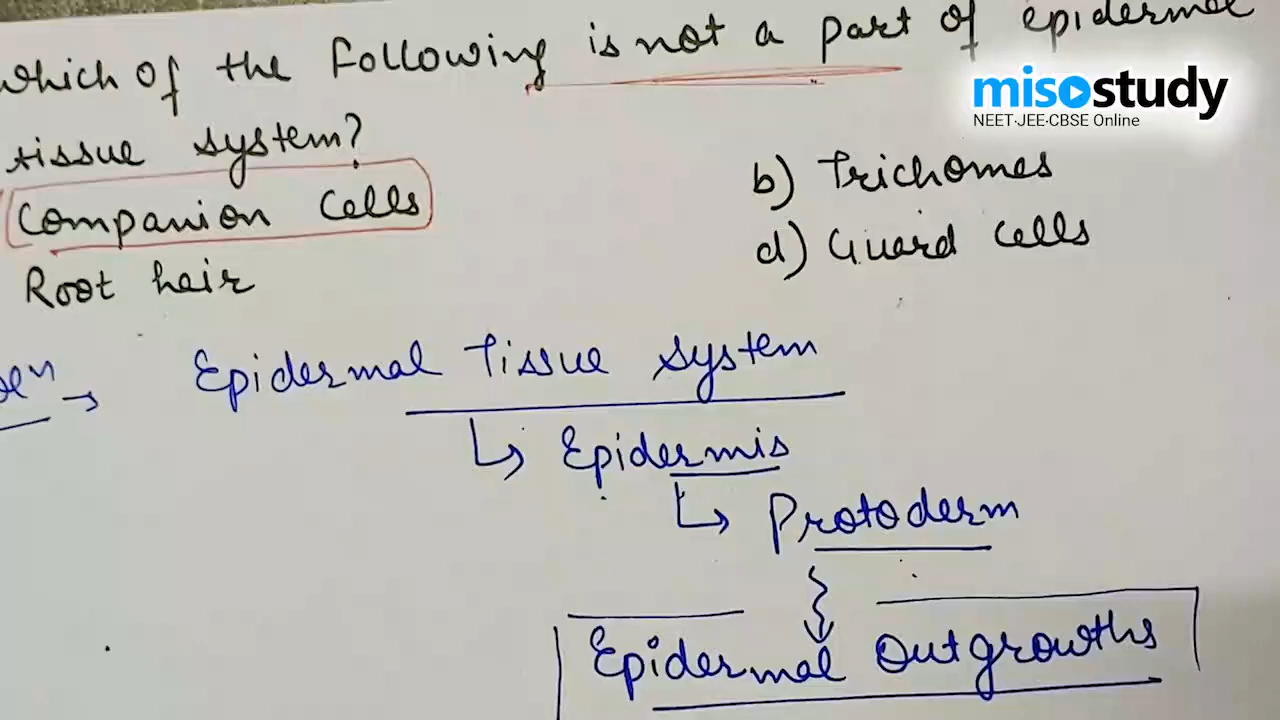 which of the following is not a part of epidermal
tissue system?
Companion cells
b) Trichomes
Root hair
d) Guard cells
→ Epidermal Tissue System
↳ Epidermis
↳ Protoderm
Epidermal Outgrowths
misostudy
NEET-JEE-CBSE Online